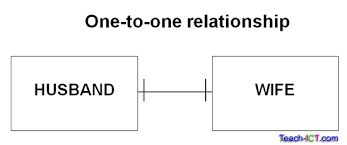 One-to-one relationship
HUSBAND
WIFE
Teach-ICT.com